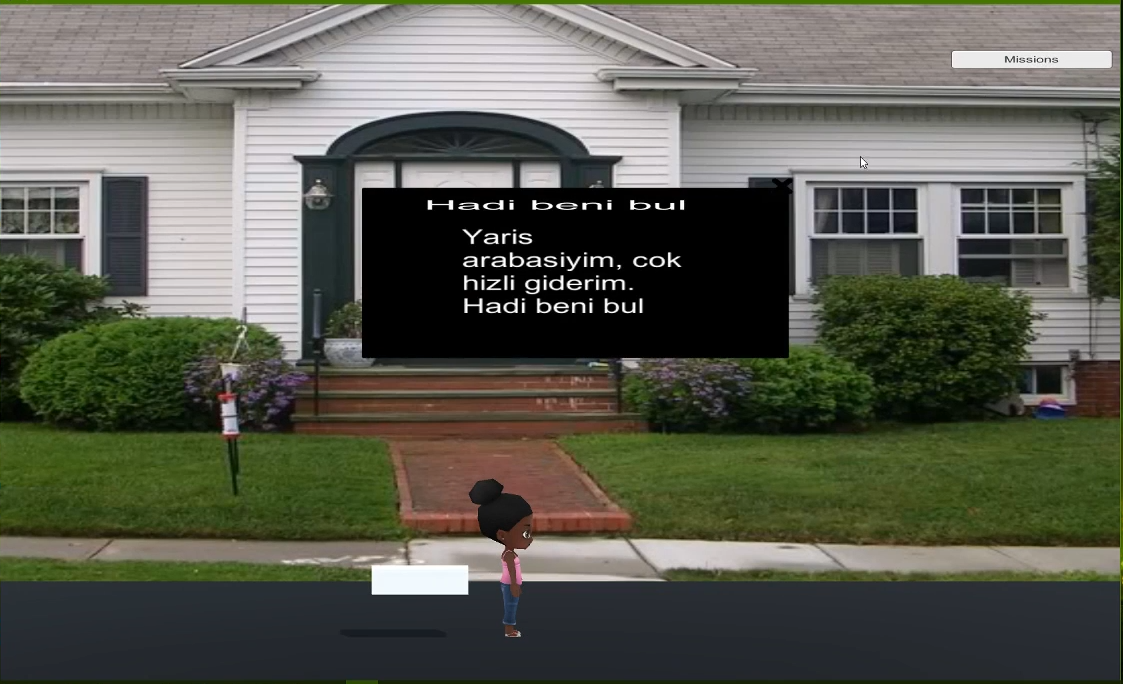 Missions
Hadi beni bul
Yaris
arabasiyim, cok
hizli giderim.
Hadi beni bul